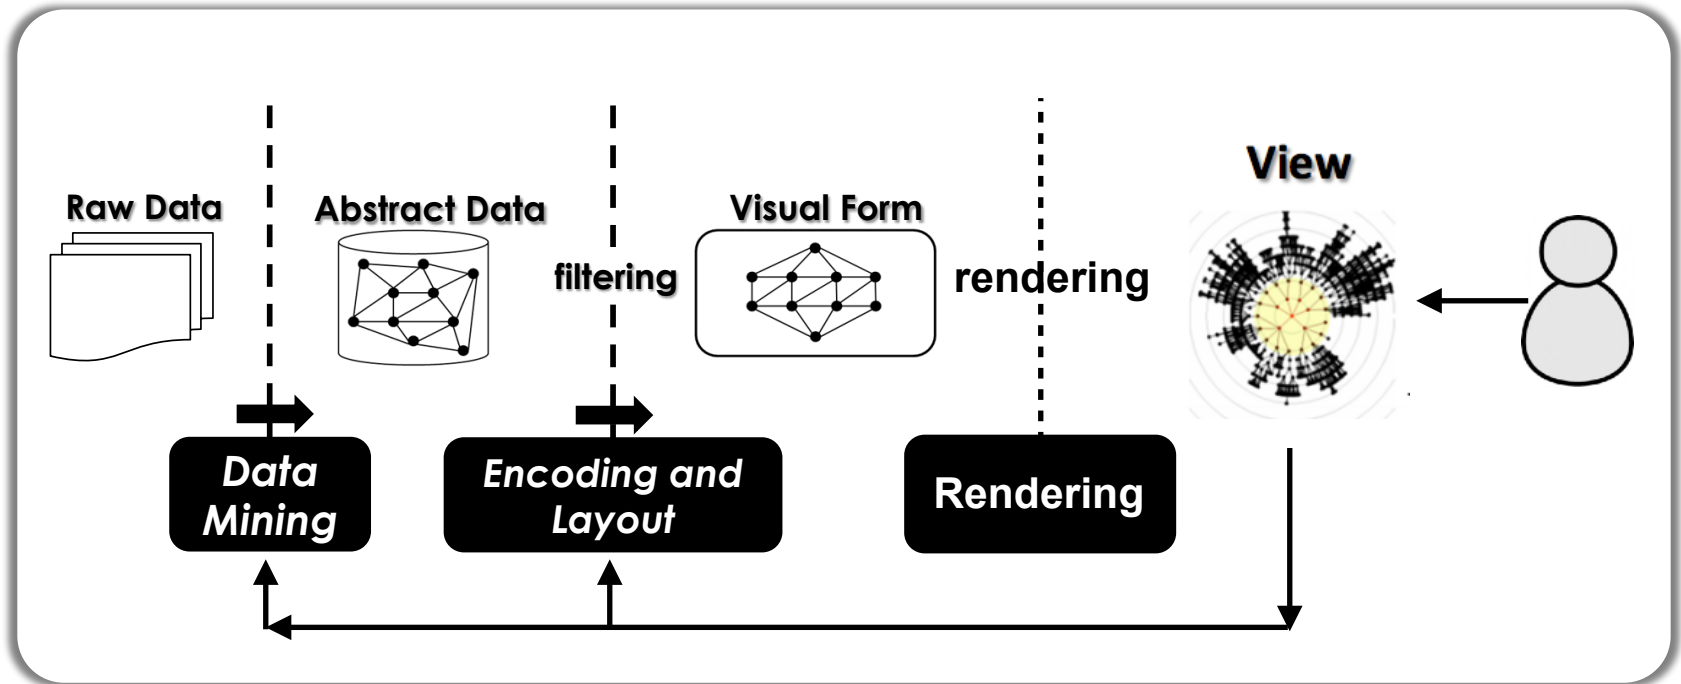 View
Raw Data
Abstract Data
Visual Form
filtering
rendering
Data
Mining
Encoding and
Layout
Rendering